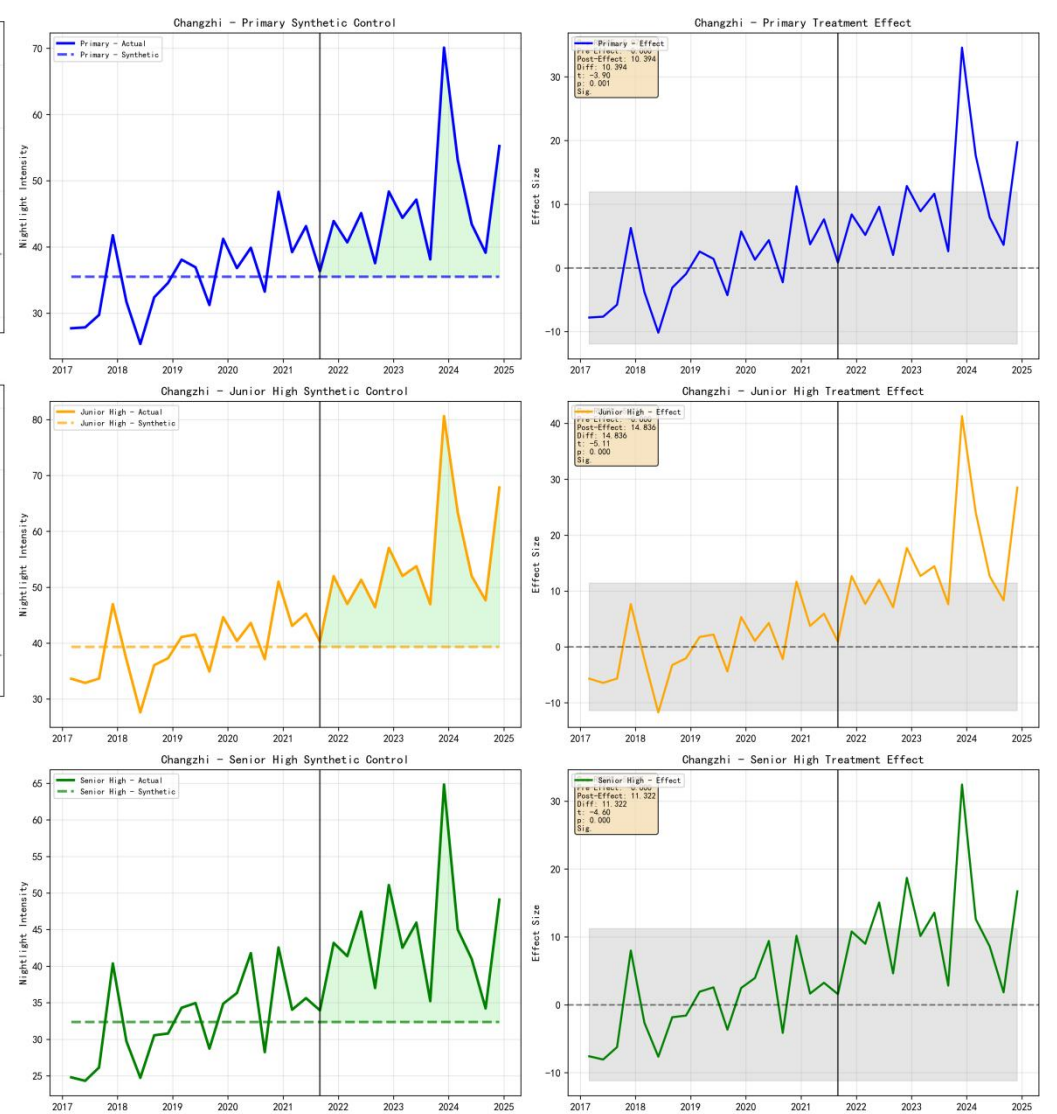 Changzhi - Primary Synthetic Control
Primary - Actual
Primary - Synthetic
Nightlight Intensity
70
60
50
40
30
2017 2018 2019 2020 2021 2022 2023 2024 2025
Changzhi - Primary Treatment Effect
Primary - Effect
Post-Effect: 10.394
Diff: 10.394
t: -3.90
p: 0.001
Sig.
Effect Size
30
20
10
0
-10
2017 2018 2019 2020 2021 2022 2023 2024 2025
Changzhi - Junior High Synthetic Control
Junior High - Actual
Junior High - Synthetic
Nightlight Intensity
80
70
60
50
40
30
2017 2018 2019 2020 2021 2022 2023 2024 2025
Changzhi - Junior High Treatment Effect
Junior High - Effect
Post-Effect: 14.836
Diff: 14.836
t: -5.11
p: 0.000
Sig.
Effect Size
40
30
20
10
0
-10
2017 2018 2019 2020 2021 2022 2023 2024 2025
Changzhi - Senior High Synthetic Control
Senior High - Actual
Senior High - Synthetic
Nightlight Intensity
65
60
55
50
45
40
35
30
25
2017 2018 2019 2020 2021 2022 2023 2024 2025
Changzhi - Senior High Treatment Effect
Senior High - Effect
Post-Effect: 11.322
Diff: 11.322
t: -4.60
p: 0.000
Sig.
Effect Size
30
20
10
0
-10
2017 2018 2019 2020 2021 2022 2023 2024 2025